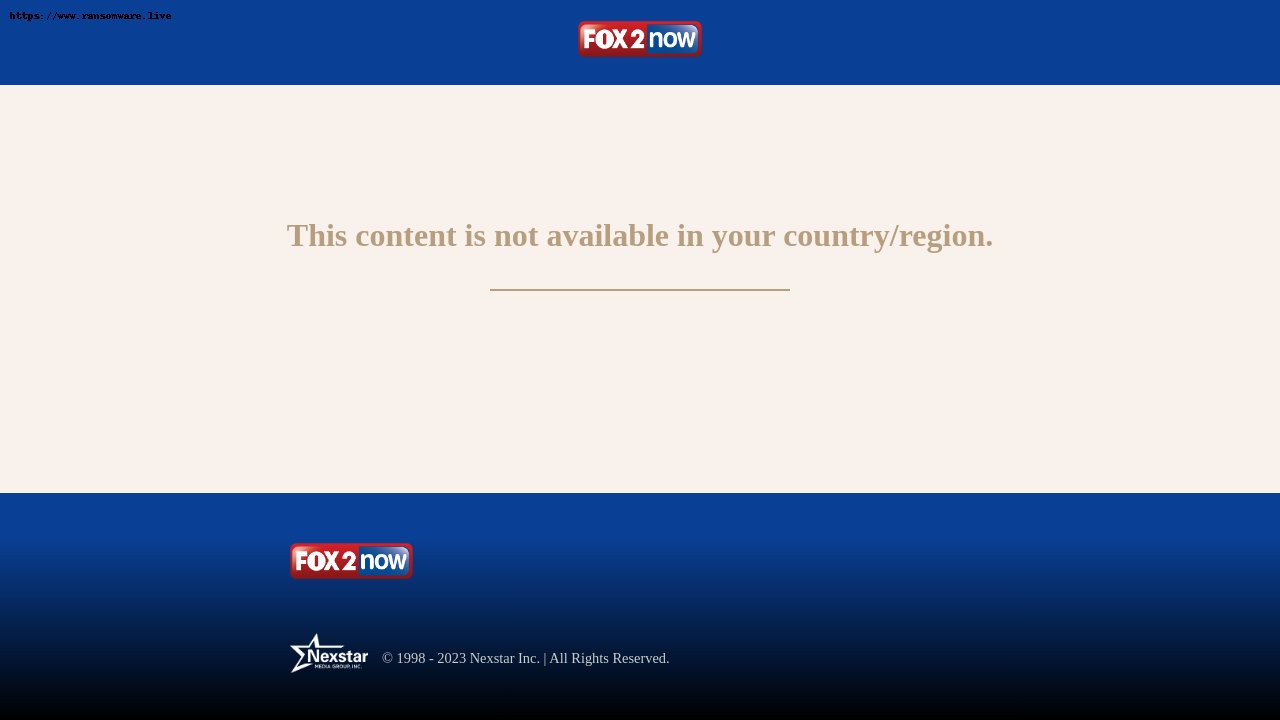 https://www.ransomware.live
FOX 2 now
This content is not available in your country/region.
FOX 2 now
Nexstar
MEDIA GROUP, INC.
© 1998 - 2023 Nexstar Inc. | All Rights Reserved.